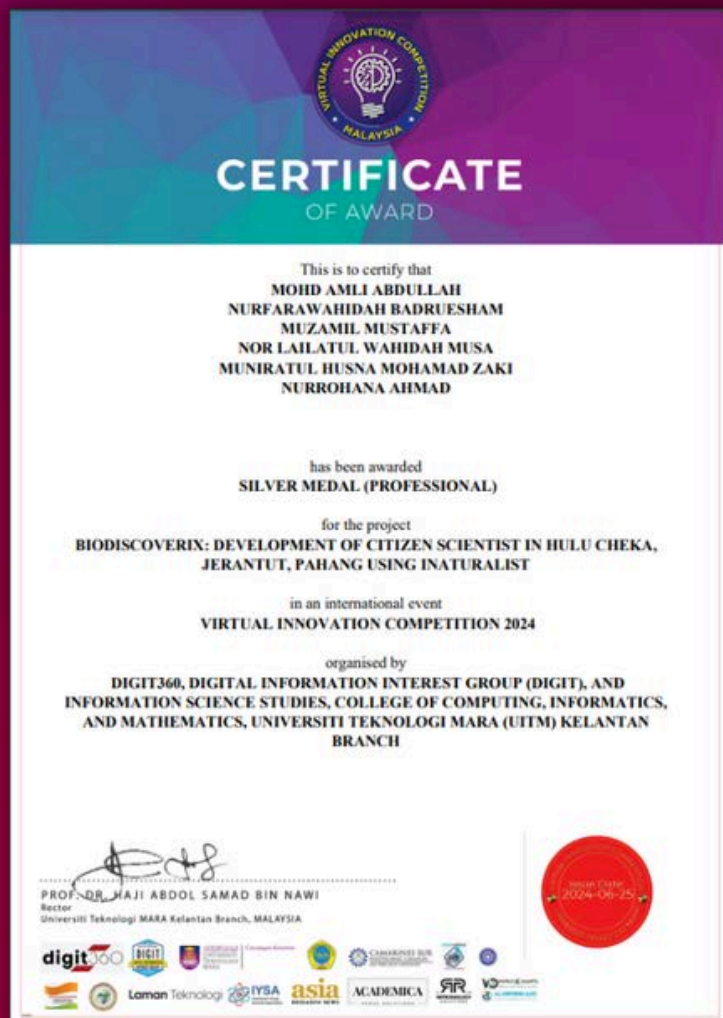 VIRTUAL INNOVATION COMPETITION
MALAYSIA
CERTIFICATE
OF AWARD
This is to certify that
MOHD AMLI ABDULLAH
NURFARAWAHIDAH BADRUESHAM
MUZAMIL MUSTAFFA
NOR LAILATUL WAHIDAH MUSA
MUNIRATUL HUSNA MOHAMAD ZAKI
NURROHANA AHMAD
has been awarded
SILVER MEDAL (PROFESSIONAL)
for the project
BIODISCOVERIX: DEVELOPMENT OF CITIZEN SCIENTIST IN HULU CHEKA,
JERANTUT, PAHANG USING INATURALIST
in an international event
VIRTUAL INNOVATION COMPETITION 2024
organised by
DIGIT360, DIGITAL INFORMATION INTEREST GROUP (DIGIT), AND
INFORMATION SCIENCE STUDIES, COLLEGE OF COMPUTING, INFORMATICS,
AND MATHEMATICS, UNIVERSITI TEKNOLOGI MARA (UITM) KELANTAN
BRANCH
PROF. DR. HAJI ABDOL SAMAD BIN NAWI
Rector
Universiti Teknologi MARA Kelantan Branch, MALAYSIA
Issue Date:
2024-06-25
digit360
DIGIT
CAMARINES SUR
Laman Teknologi
IYSA
asia
ACADEMICA